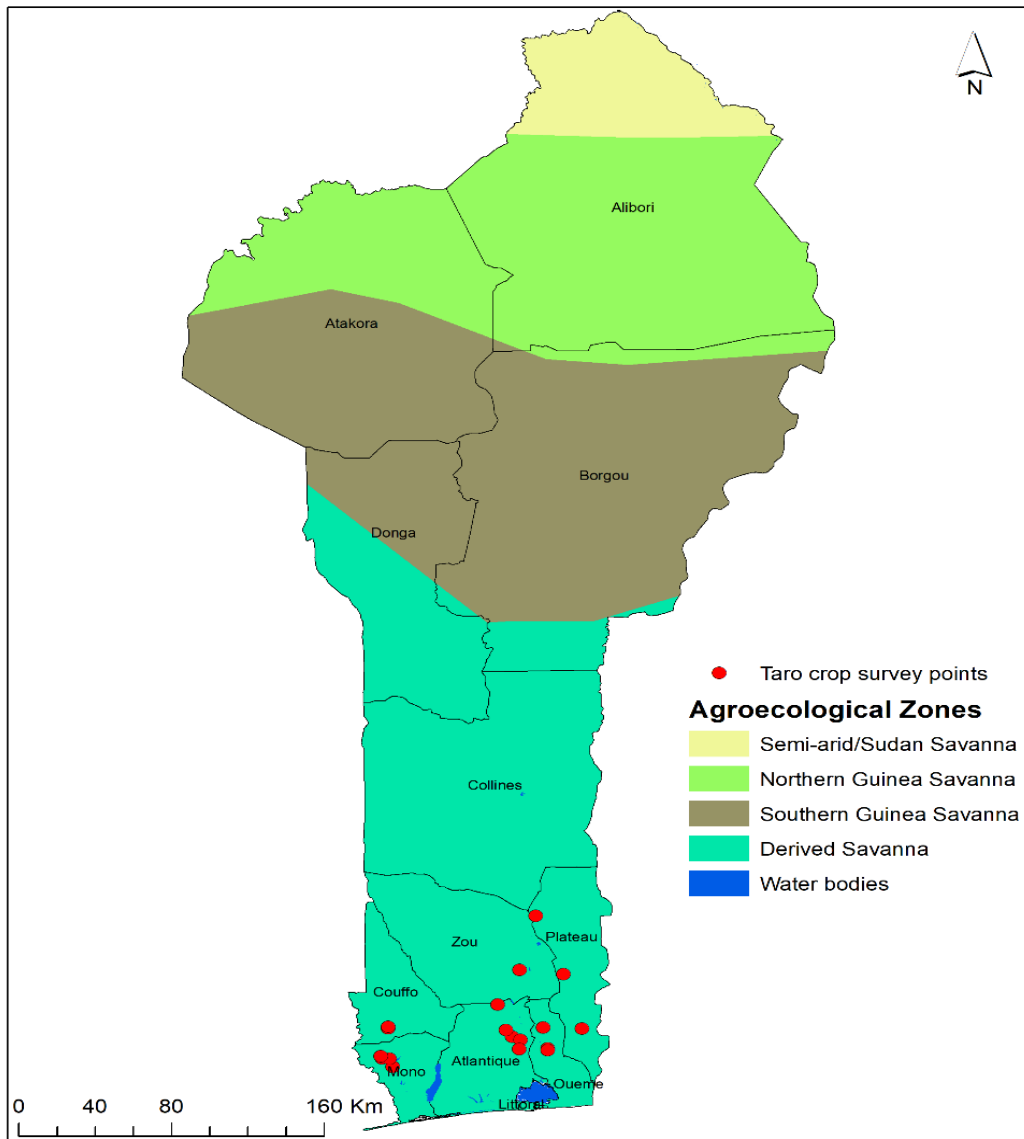 N
Alibori
Atakora
Borgou
Donga
Taro crop survey points
Agroecological Zones
Semi-arid/Sudan Savanna
Northern Guinea Savanna
Southern Guinea Savanna
Derived Savanna
Water bodies
Collines
Zou
Plateau
Couffo
Atlantique
Mono
Oueme
Littoral
0 40 80 160 Km